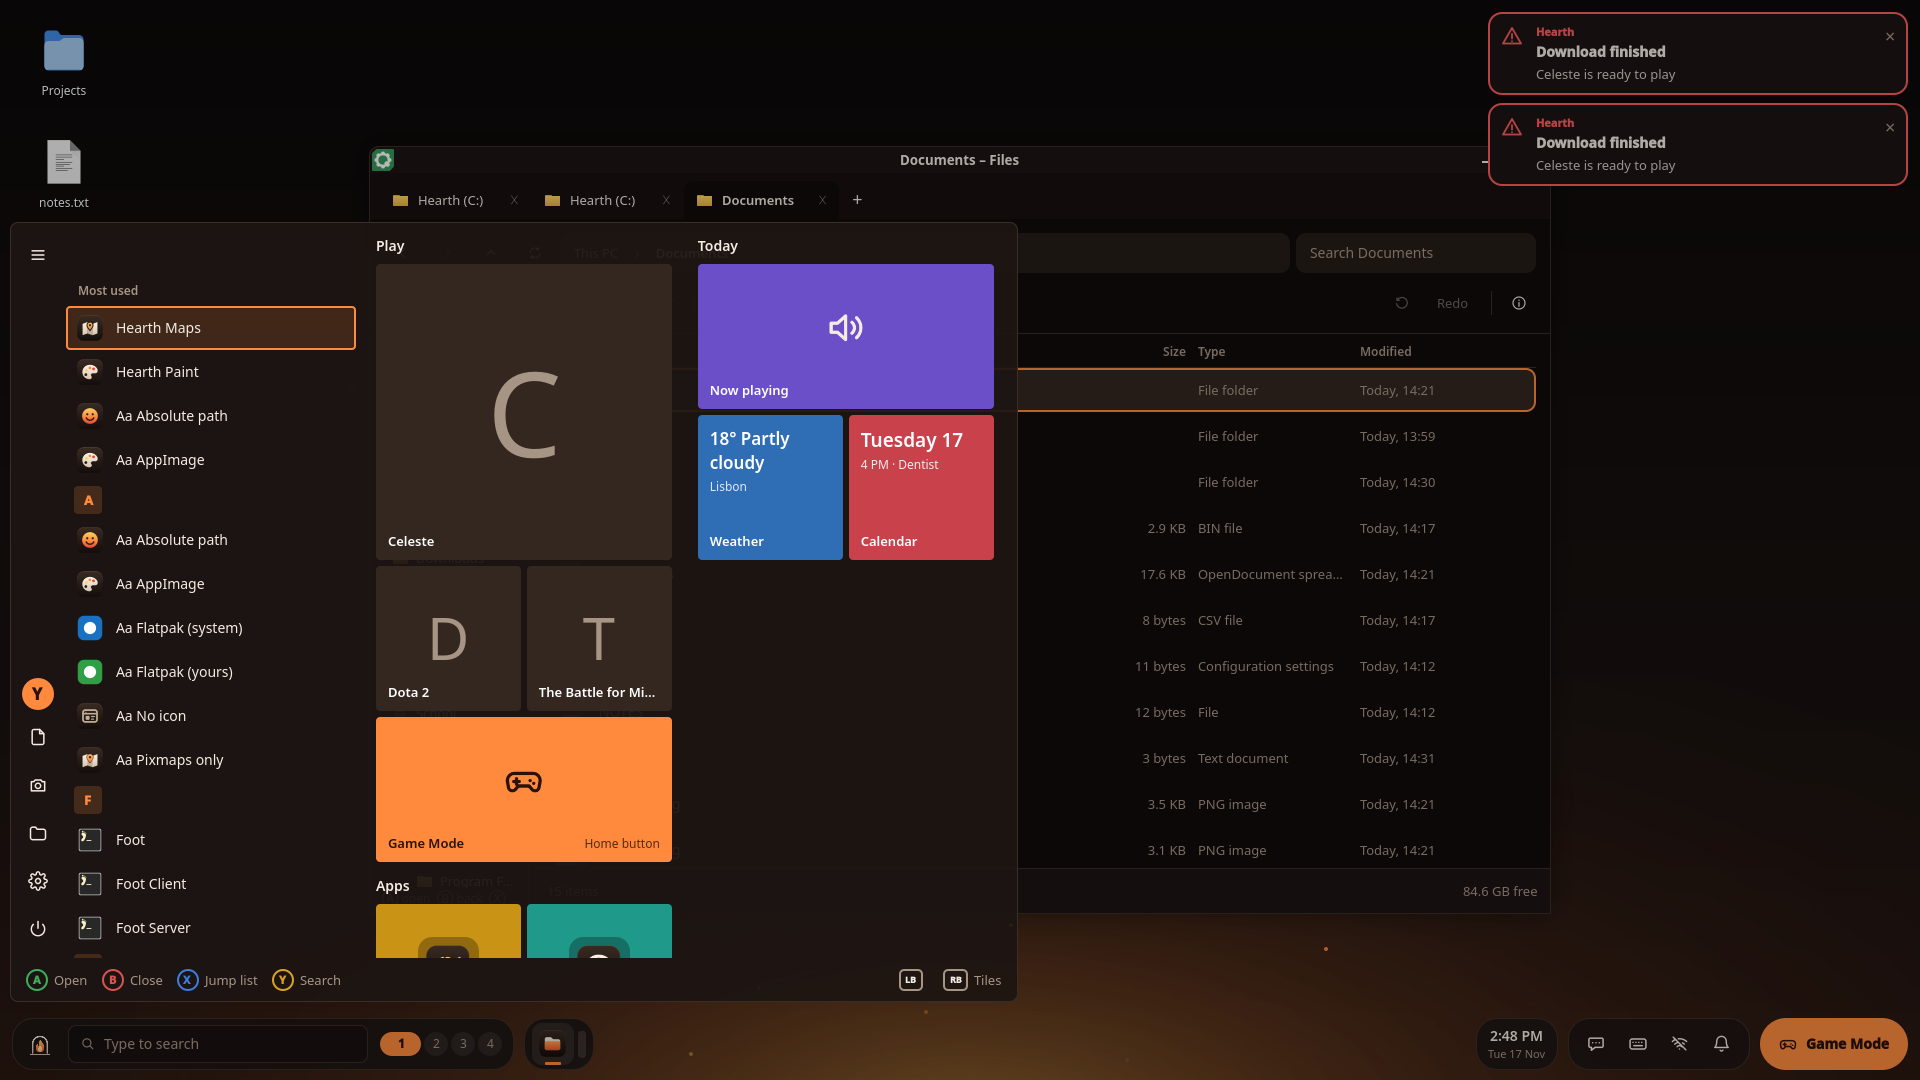 Projects
notes.txt
Hearth
Download finished
Celeste is ready to play
Hearth
Download finished
Celeste is ready to play
Documents – Files
Hearth (C:)
Hearth (C:)
Documents
This PC
Documents
Search Documents
Redo
Size
Type
Modified
File folder
Today, 14:21
File folder
Today, 13:59
File folder
Today, 14:30
2.9 KB
BIN file
Today, 14:17
17.6 KB
OpenDocument sprea...
Today, 14:21
8 bytes
CSV file
Today, 14:17
11 bytes
Configuration settings
Today, 14:12
12 bytes
File
Today, 14:12
3 bytes
Text document
Today, 14:31
3.5 KB
PNG image
Today, 14:21
3.1 KB
PNG image
Today, 14:21
84.6 GB free
Most used
Hearth Maps
Hearth Paint
Aa Absolute path
Aa AppImage
A
Aa Absolute path
Aa AppImage
Aa Flatpak (system)
Aa Flatpak (yours)
Aa No icon
Aa Pixmaps only
F
Foot
Foot Client
Foot Server
Y
Play
C
Celeste
D
Dota 2
T
The Battle for Mi...
Game Mode
Home button
Apps
Program F...
15 items
Today
Now playing
18° Partly
cloudy
Lisbon
Weather
Tuesday 17
4 PM · Dentist
Calendar
A Open
B Close
X Jump list
Y Search
LB
RB Tiles
Type to search
1
2
3
4
2:48 PM
Tue 17 Nov
Game Mode